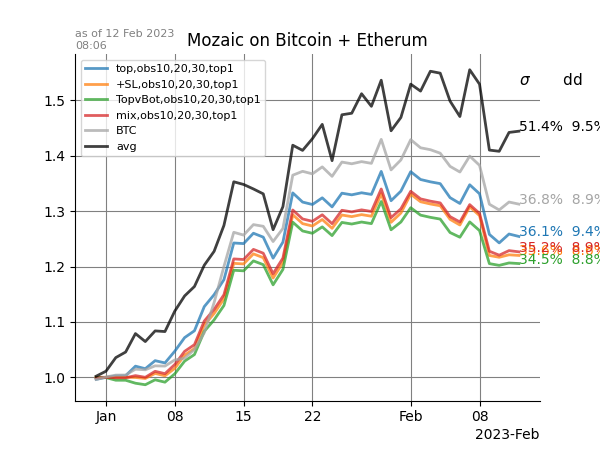 as of 12 Feb 2023
08:06
Mozaic on Bitcoin + Etherum
top,obs10,20,30,top1
+SL,obs10,20,30,top1
TopvBot,obs10,20,30,top1
mix,obs10,20,30,top1
BTC
avg
σ dd
51.4% 9.5%
36.8% 8.9%
36.1% 9.4%
35.2% 8.9%
34.5% 8.8%
1.5
1.4
1.3
1.2
1.1
1.0
Jan 08 15 22 Feb 08
2023-Feb